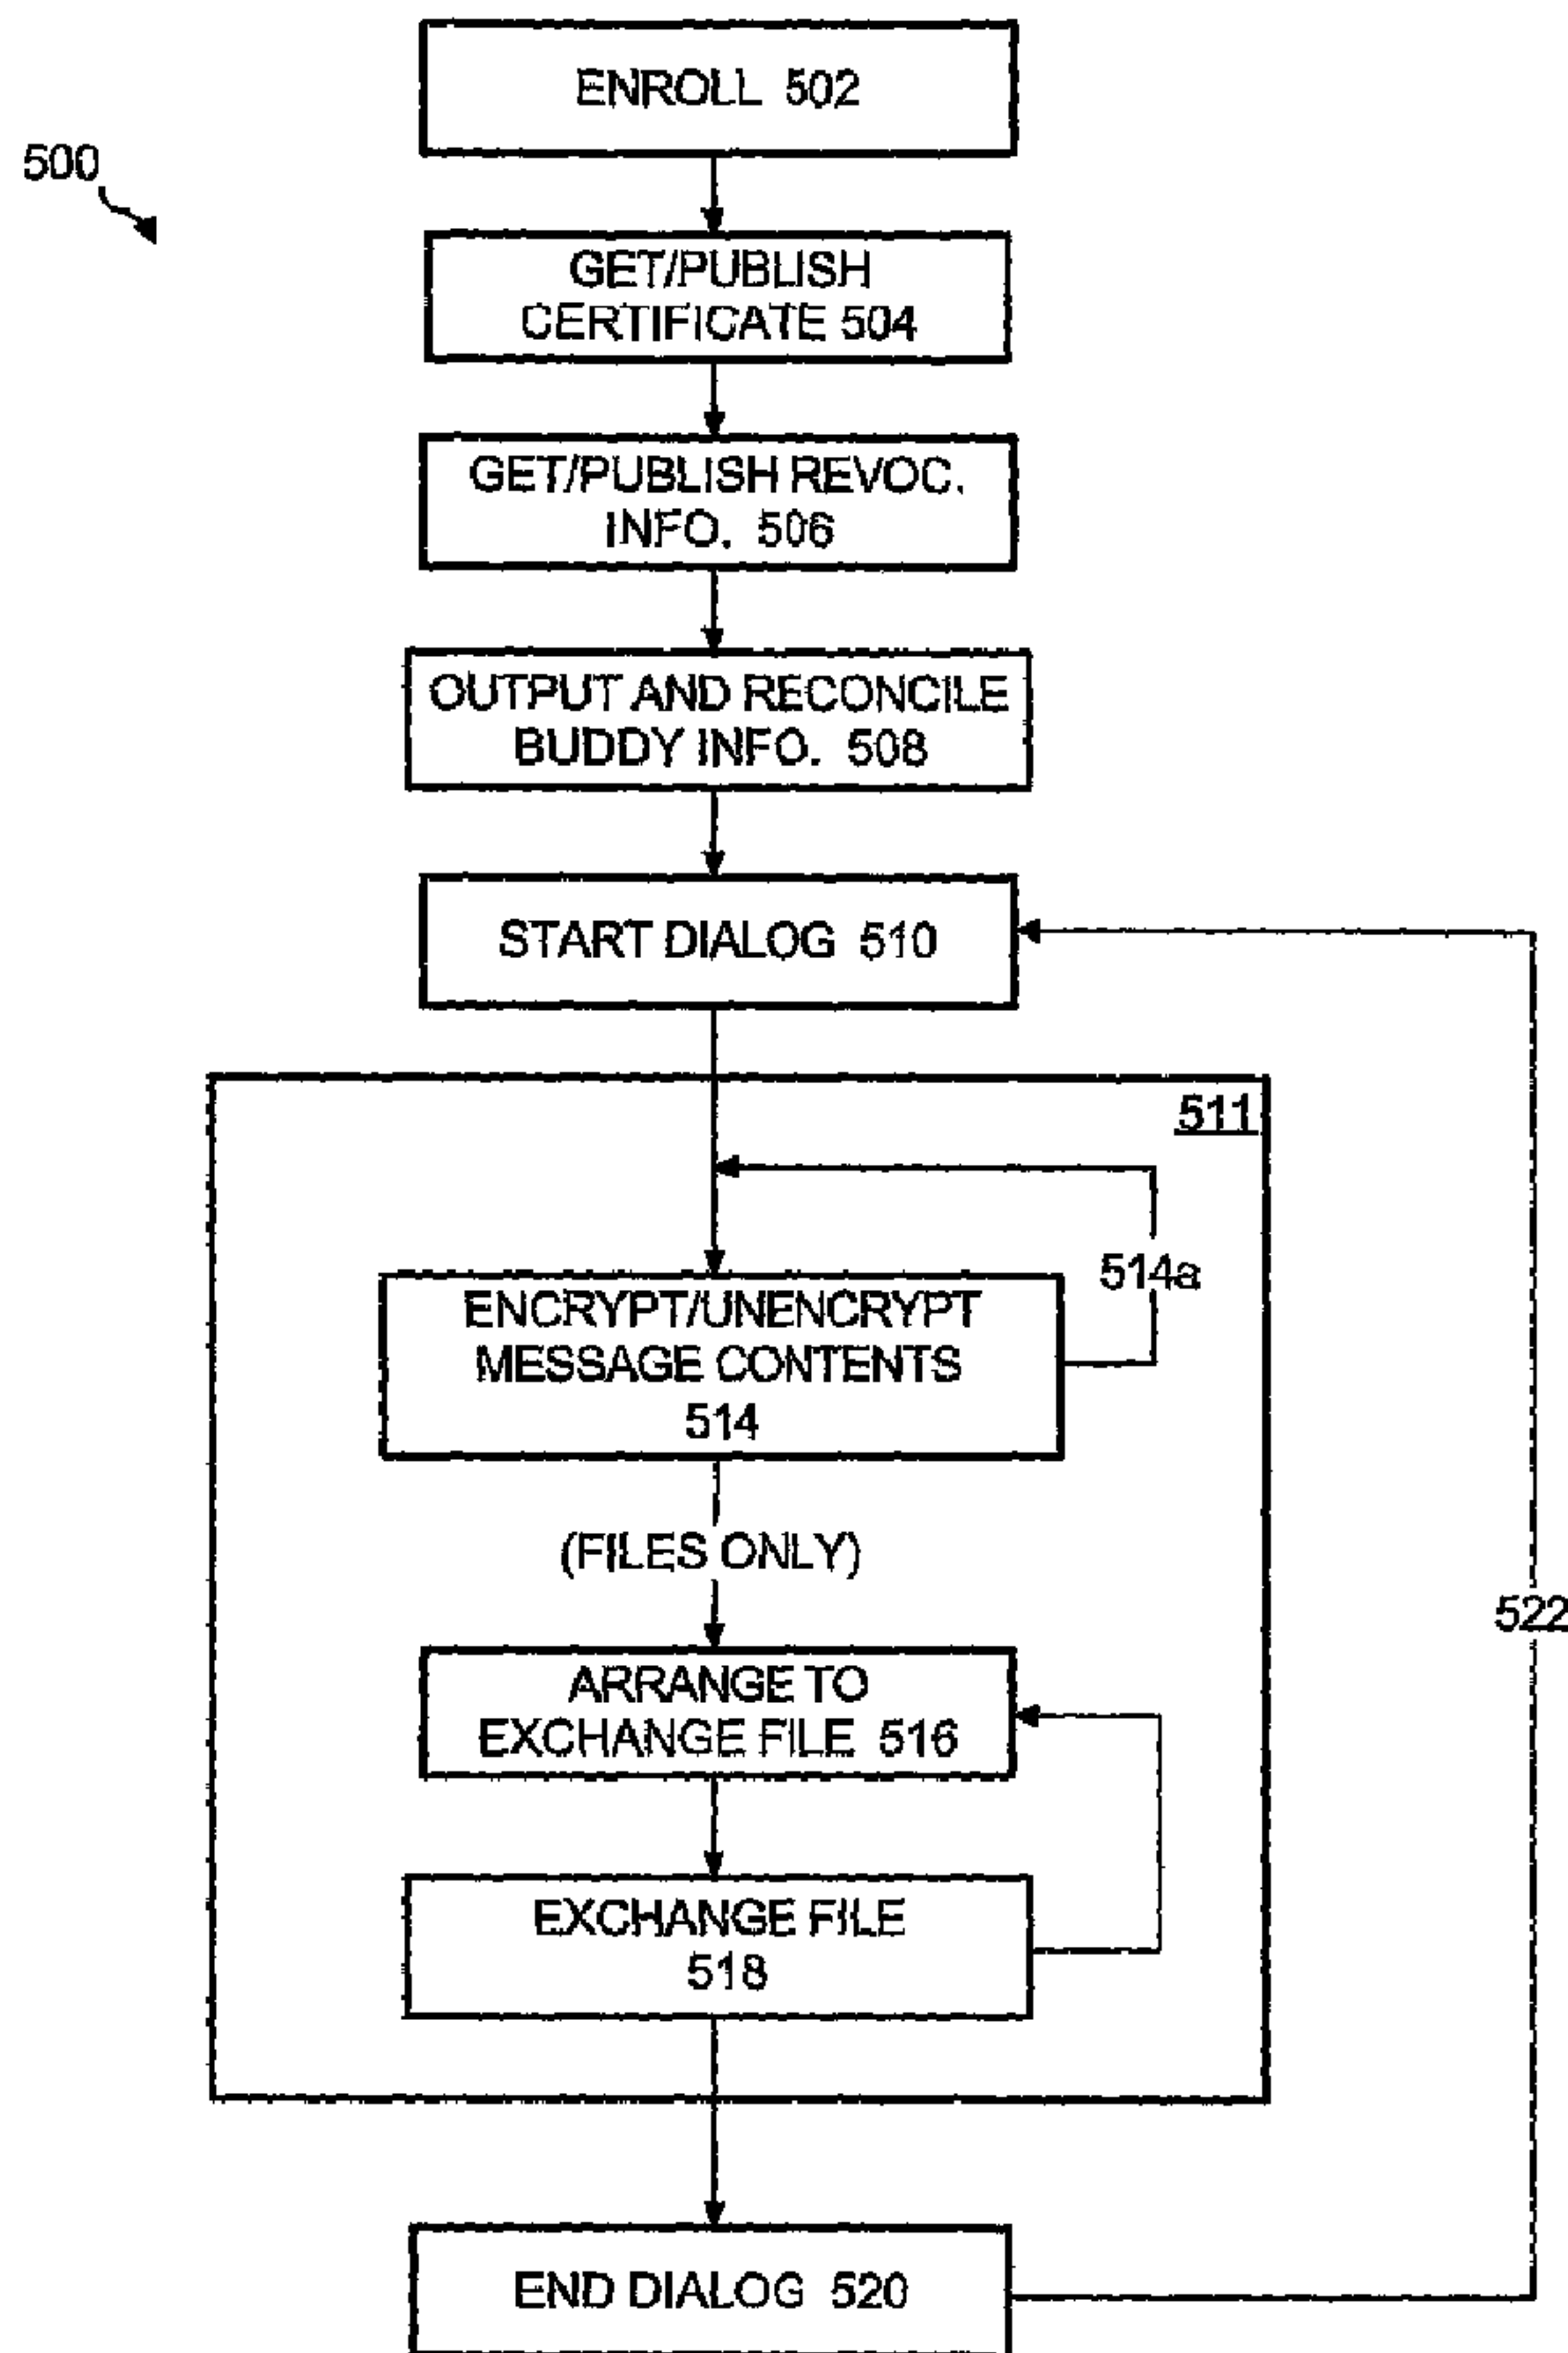 ENROLL 502
500
GET/PUBLISH
CERTIFICATE 504
GET/PUBLISH REVOC.
INFO. 506
OUTPUT AND RECONCILE
BUDDY INFO. 508
START DIALOG 510
511
514a
ENCRYPT/UNENCRYPT
MESSAGE CONTENTS
514
(FILES ONLY)
522
ARRANGE TO
EXCHANGE FILE 516
EXCHANGE FILE
518
END DIALOG 520